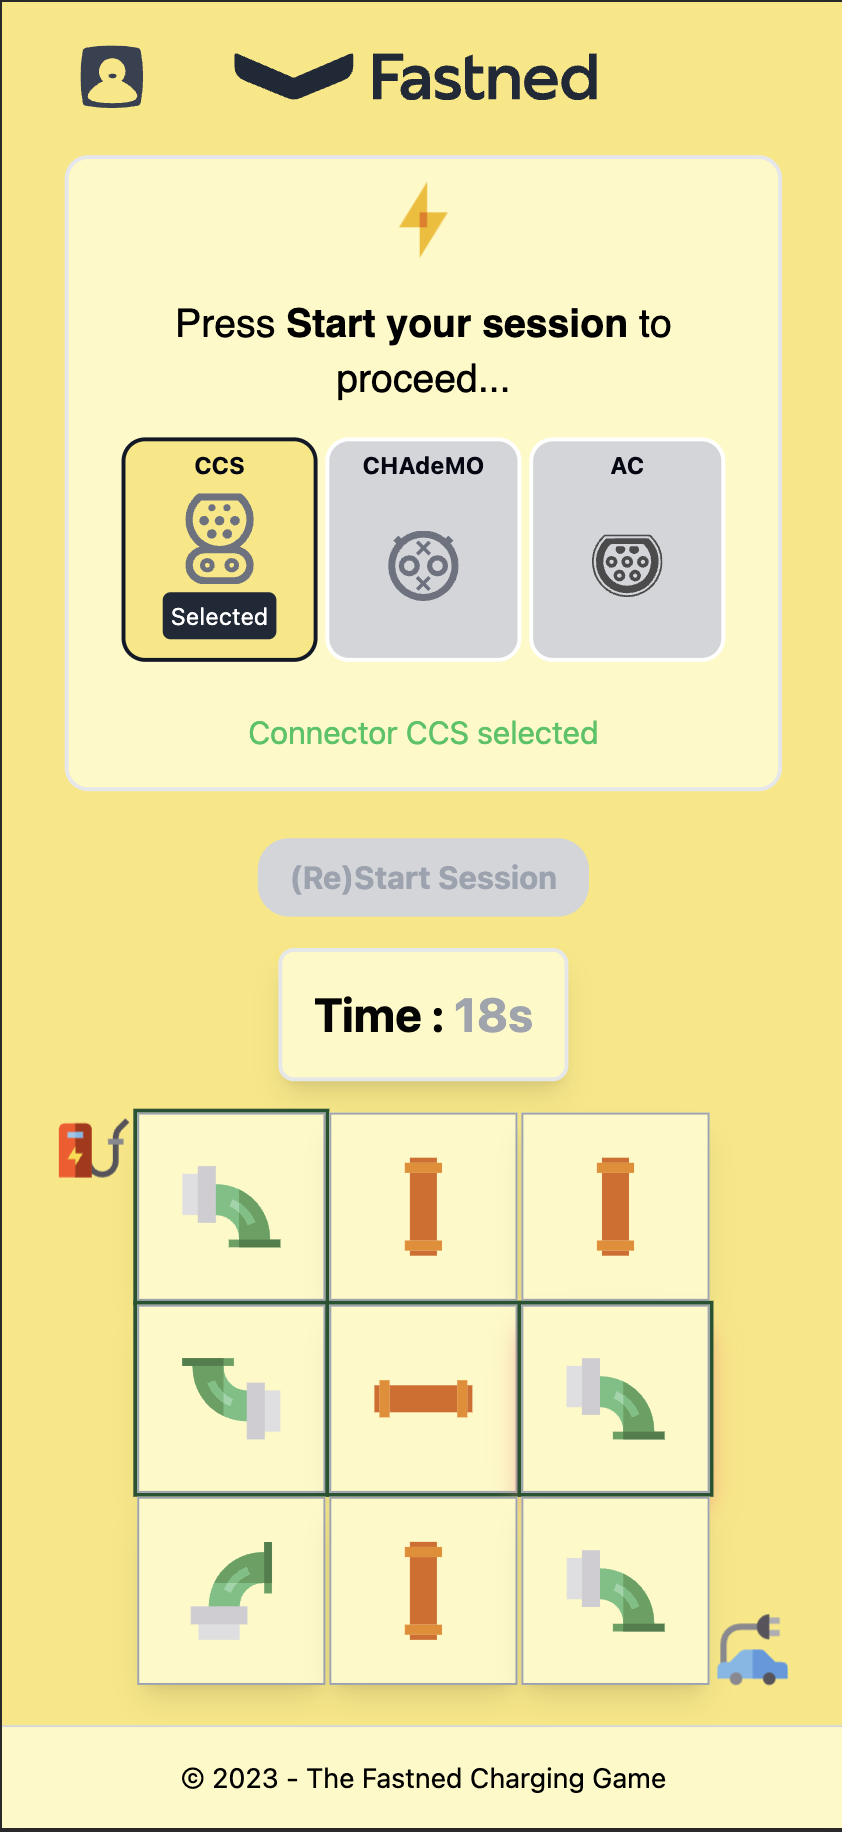 Fastned
Press Start your session to
proceed...
CCS
CHAdeMO
AC
Selected
Connector CCS selected
(Re)Start Session
Time : 18s
© 2023 - The Fastned Charging Game